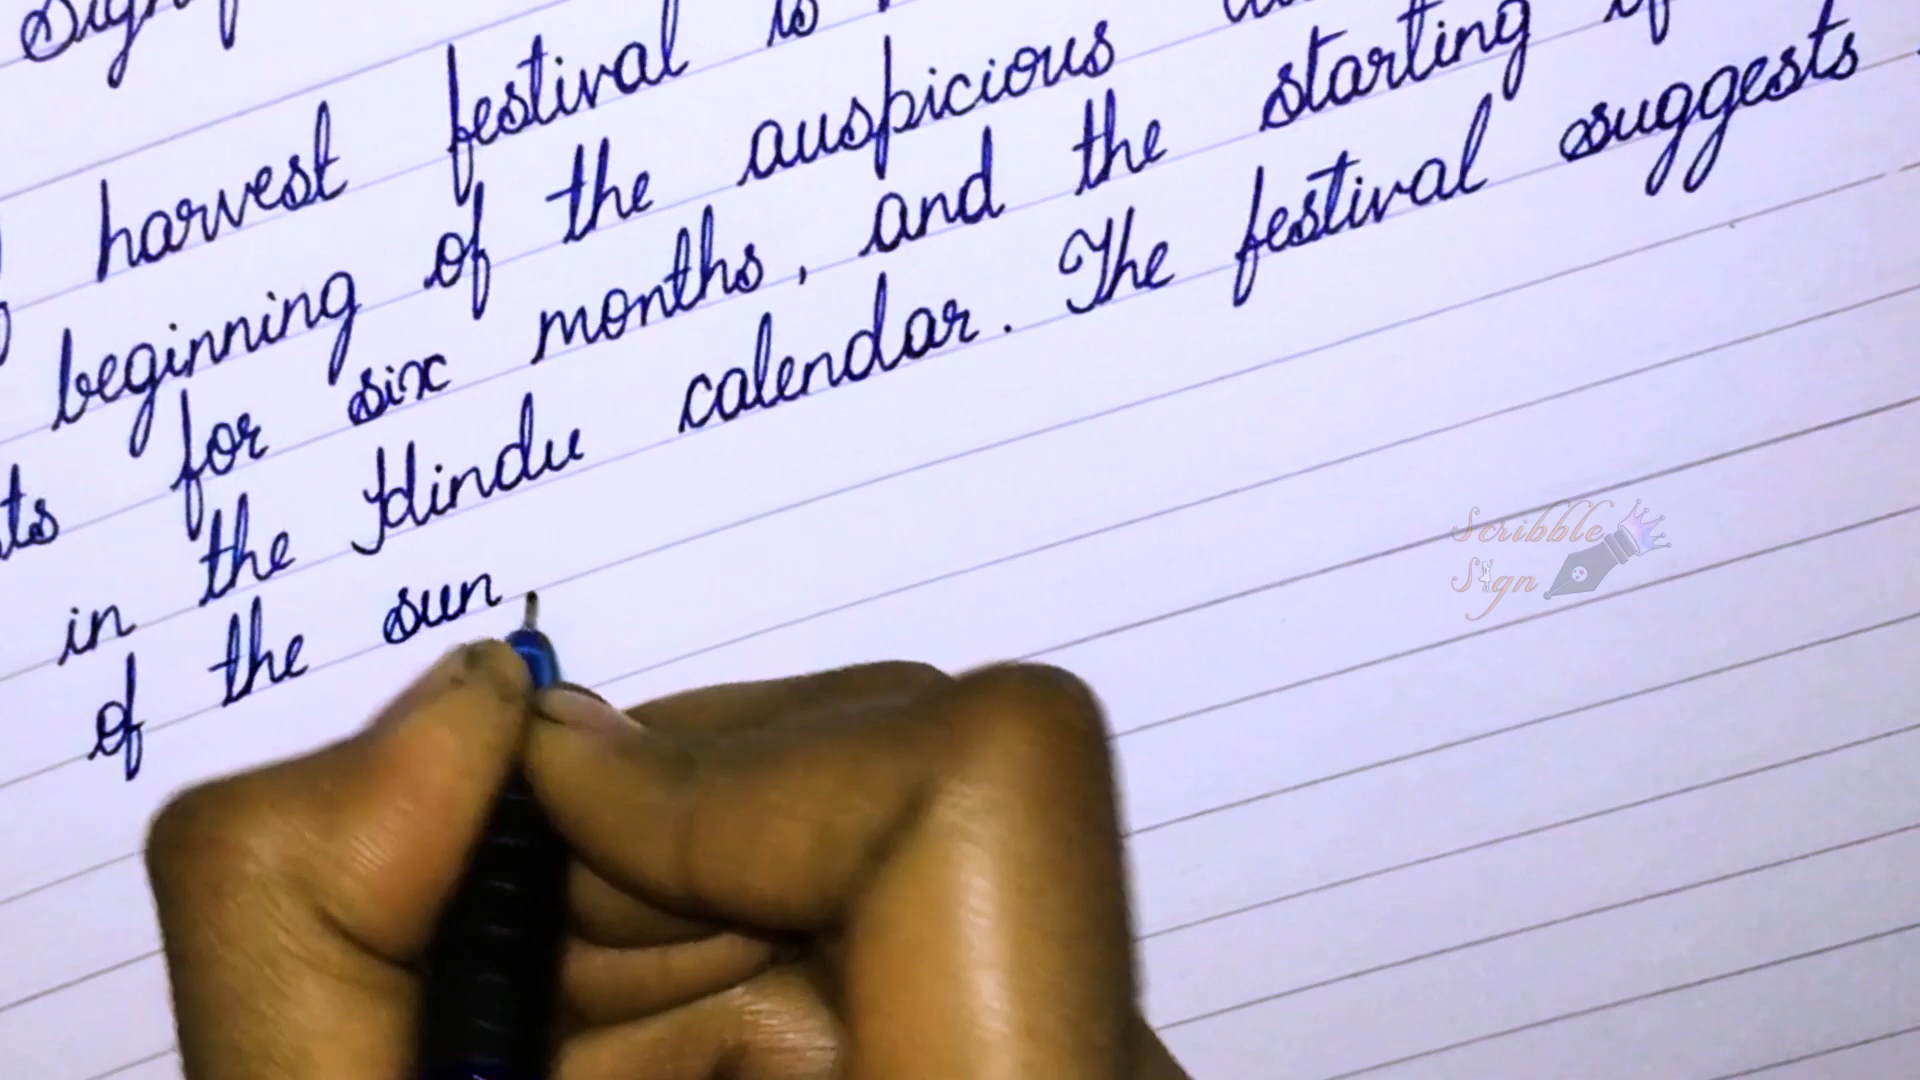 harvest festival is
beginning of the auspicious
for six months, and the starting of
in the Hindu calendar. The festival suggests
of the sun
Scribble
Sign